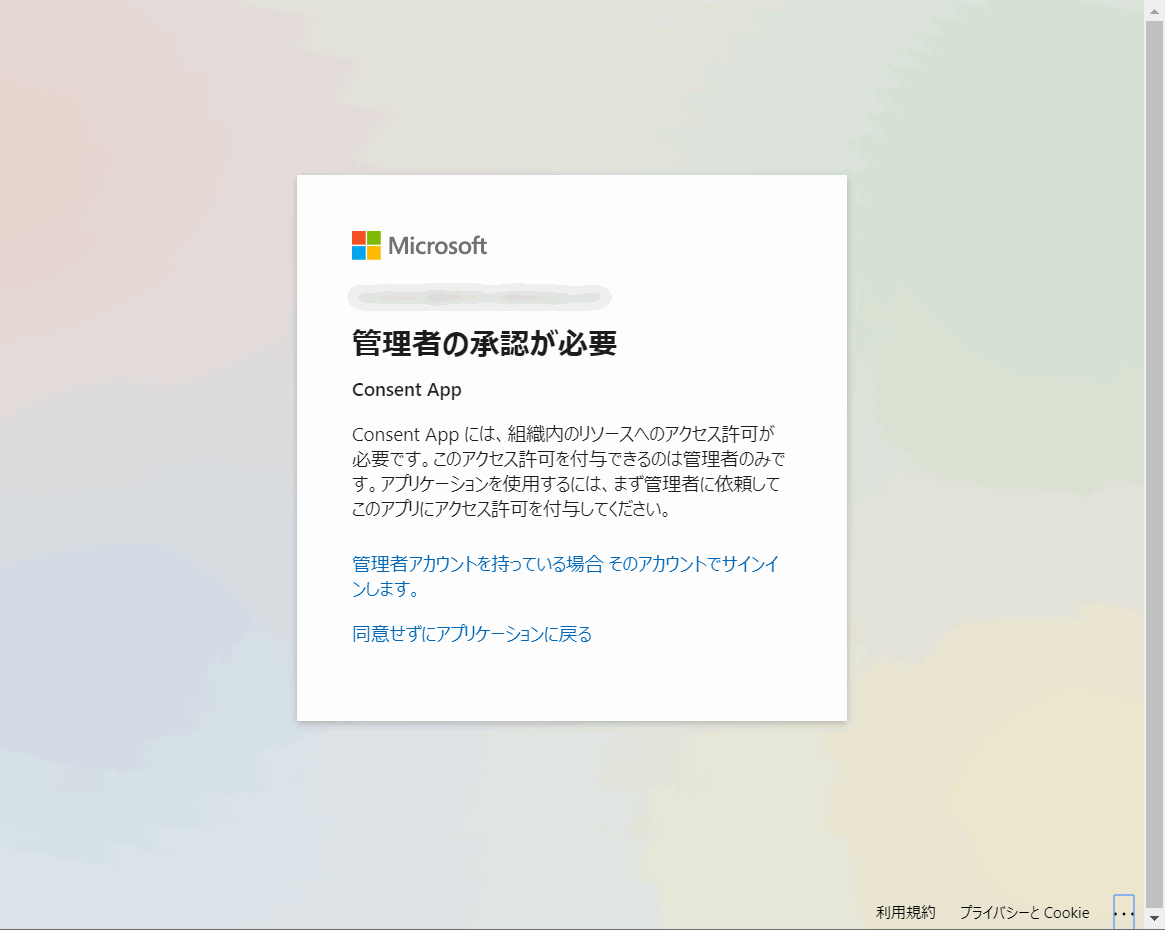 Microsoft
管理者の承認が必要
Consent App
Consent App には、組織内のリソースへのアクセス許可が
必要です。このアクセス許可を付与できるのは管理者のみで
す。アプリケーションを使用するには、まず管理者に依頼して
このアプリにアクセス許可を付与してください。
管理者アカウントを持っている場合 そのアカウントでサインイ
ンします。
同意せずにアプリケーションに戻る
利用規約 プライバシーと Cookie ...